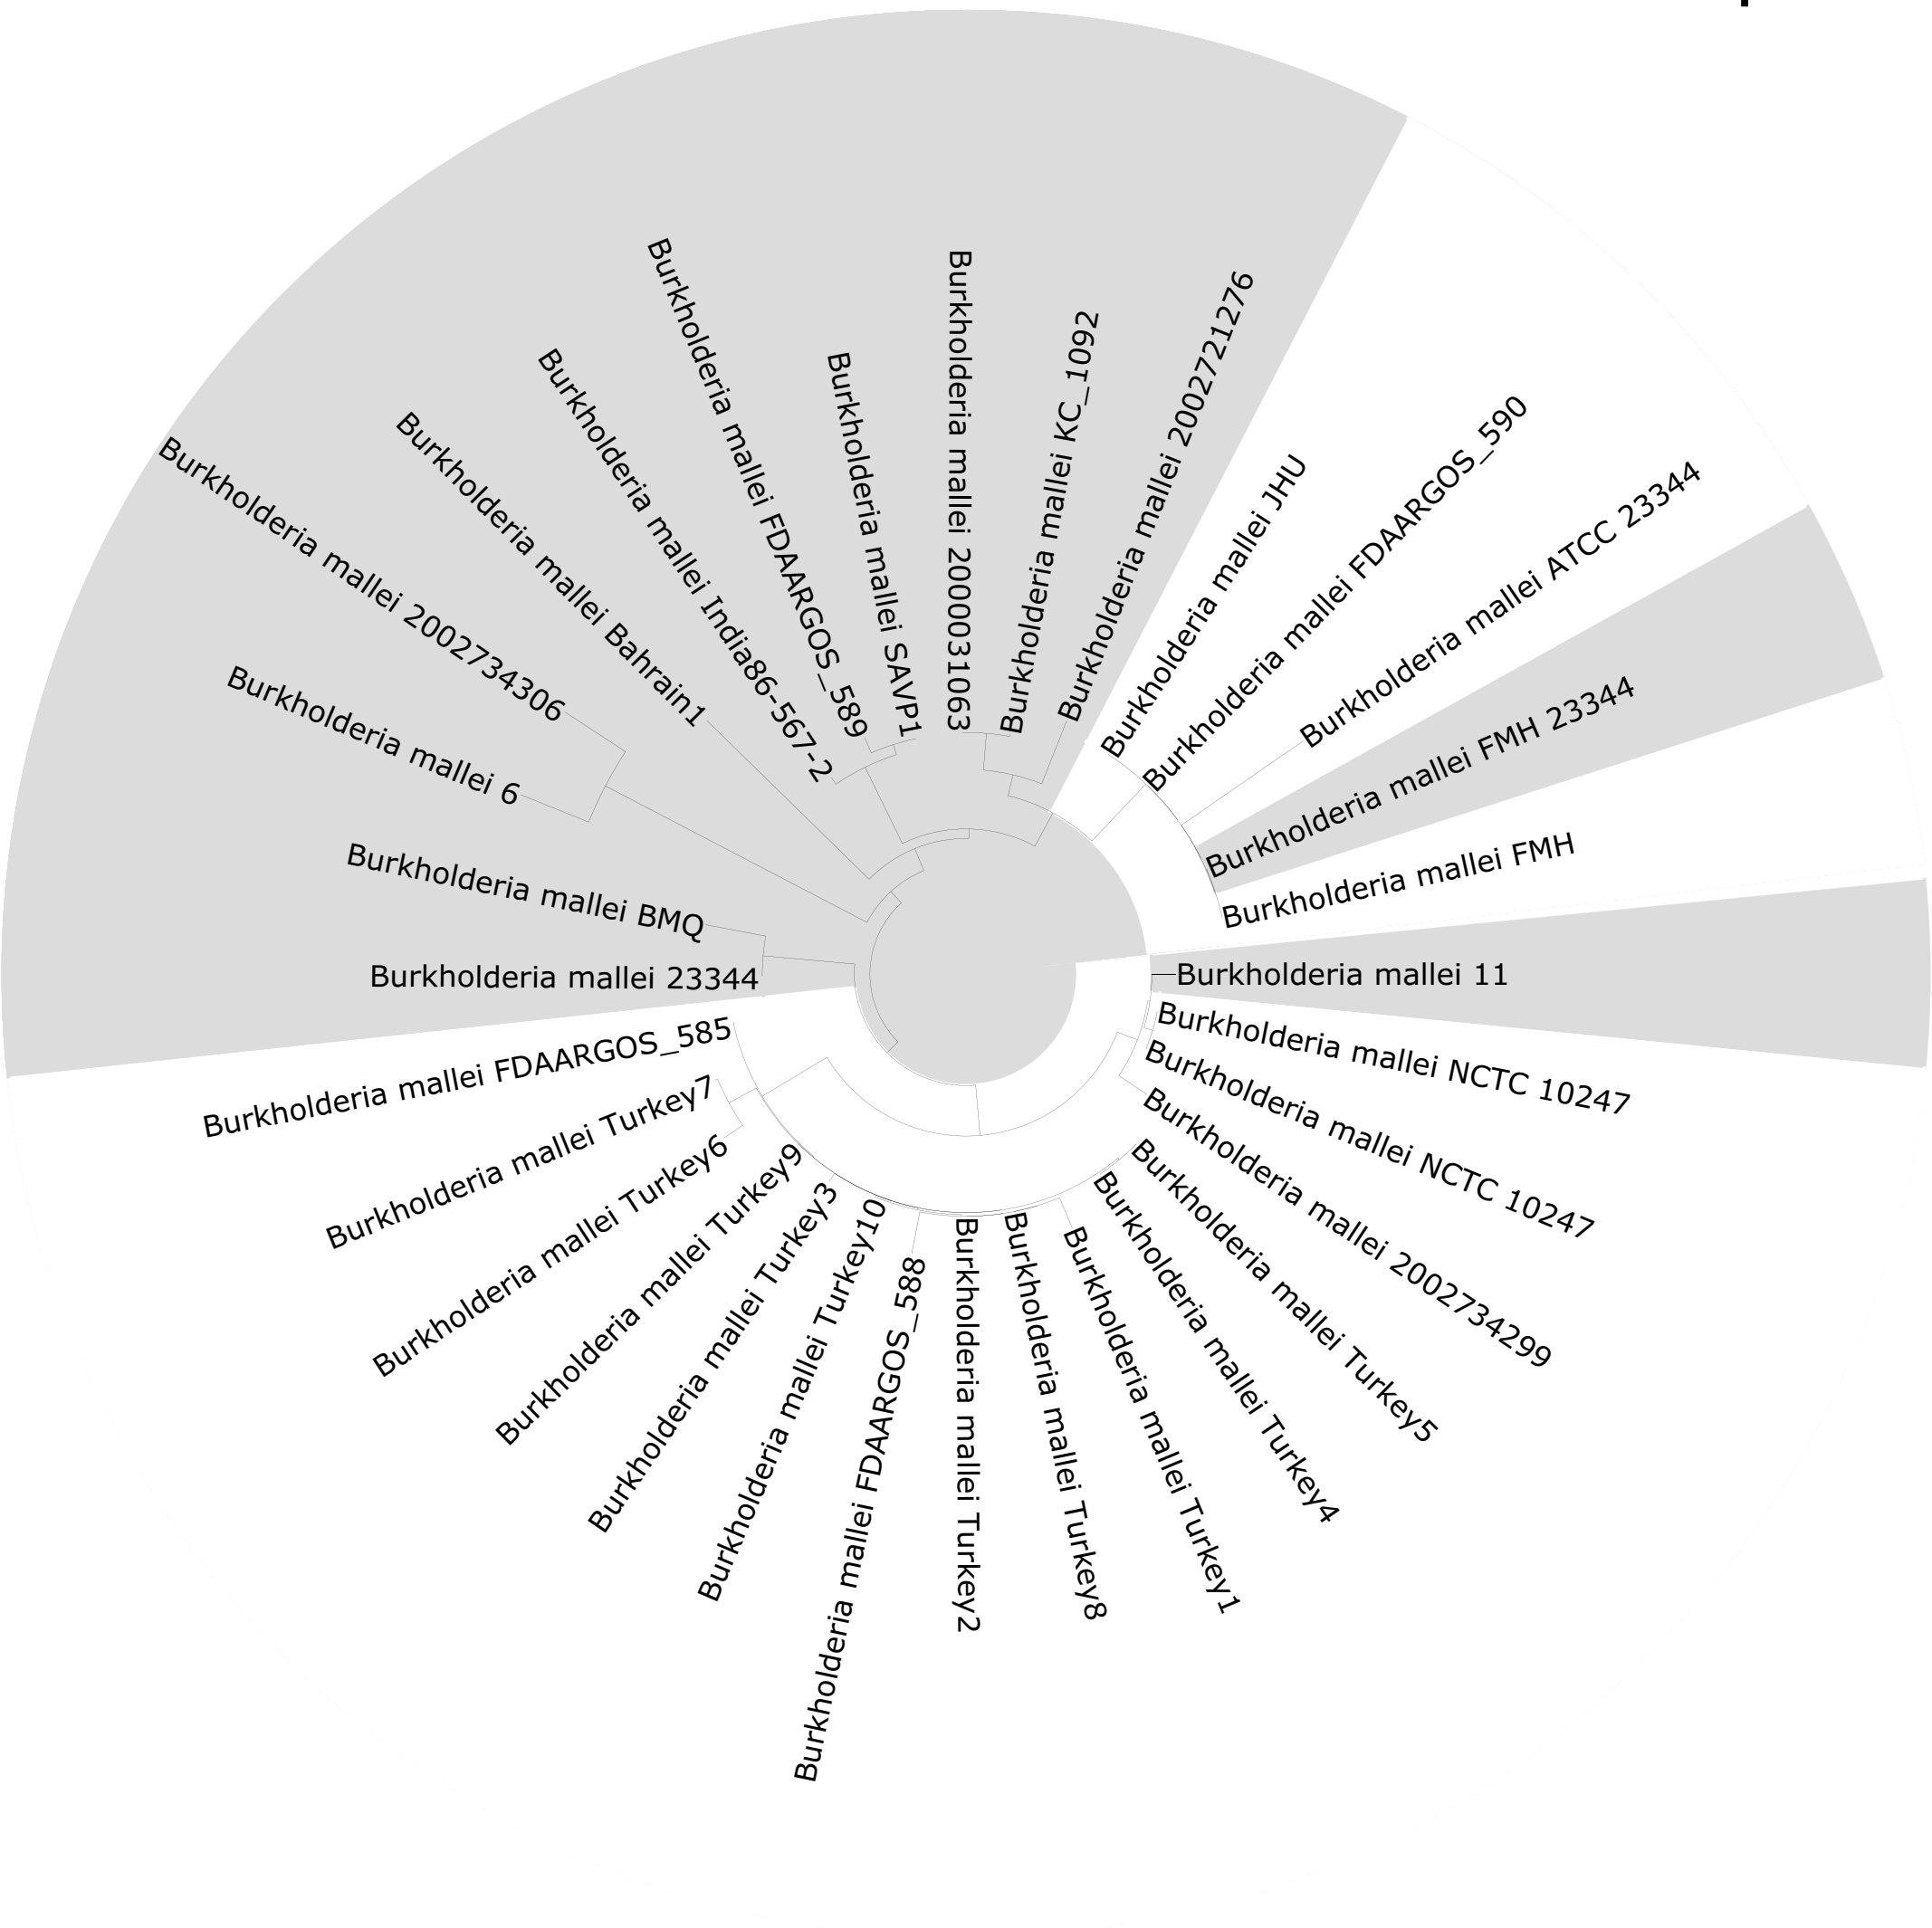 Burkholderia mallei 2002734306
Burkholderia mallei Bahrain1
Burkholderia mallei India86-567-2
Burkholderia mallei FDAARGOS_589
Burkholderia mallei SAVP1
Burkholderia mallei 2000031063
Burkholderia mallei KC_1092
Burkholderia mallei 2002721276
Burkholderia mallei JHU
Burkholderia mallei FDAARGOS_590
Burkholderia mallei ATCC 23344
Burkholderia mallei FMH 23344
Burkholderia mallei FMH
Burkholderia mallei 11
Burkholderia mallei NCTC 10247
Burkholderia mallei NCTC 10247
Burkholderia mallei 2002734299
Burkholderia mallei Turkey5
Burkholderia mallei Turkey4
Burkholderia mallei Turkey1
Burkholderia mallei Turkey8
Burkholderia mallei Turkey2
Burkholderia mallei FDAARGOS_588
Burkholderia mallei Turkey10
Burkholderia mallei Turkey3
Burkholderia mallei Turkey9
Burkholderia mallei Turkey6
Burkholderia mallei Turkey7
Burkholderia mallei FDAARGOS_585
Burkholderia mallei 23344
Burkholderia mallei BMQ
Burkholderia mallei 6